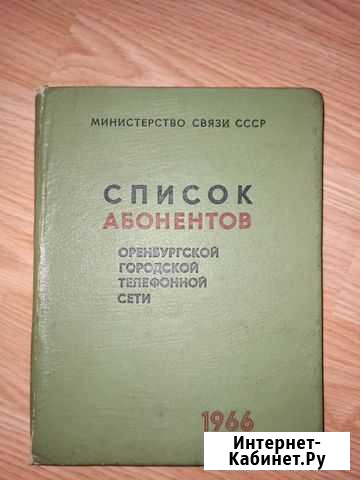 МИНИСТЕРСТВО СВЯЗИ СССР
СПИСОК
АБОНЕНТОВ
ОРЕНБУРГСКОЙ
ГОРОДСКОЙ
ТЕЛЕФОННОЙ
СЕТИ
1966
Интернет-
Кабинет.Ру